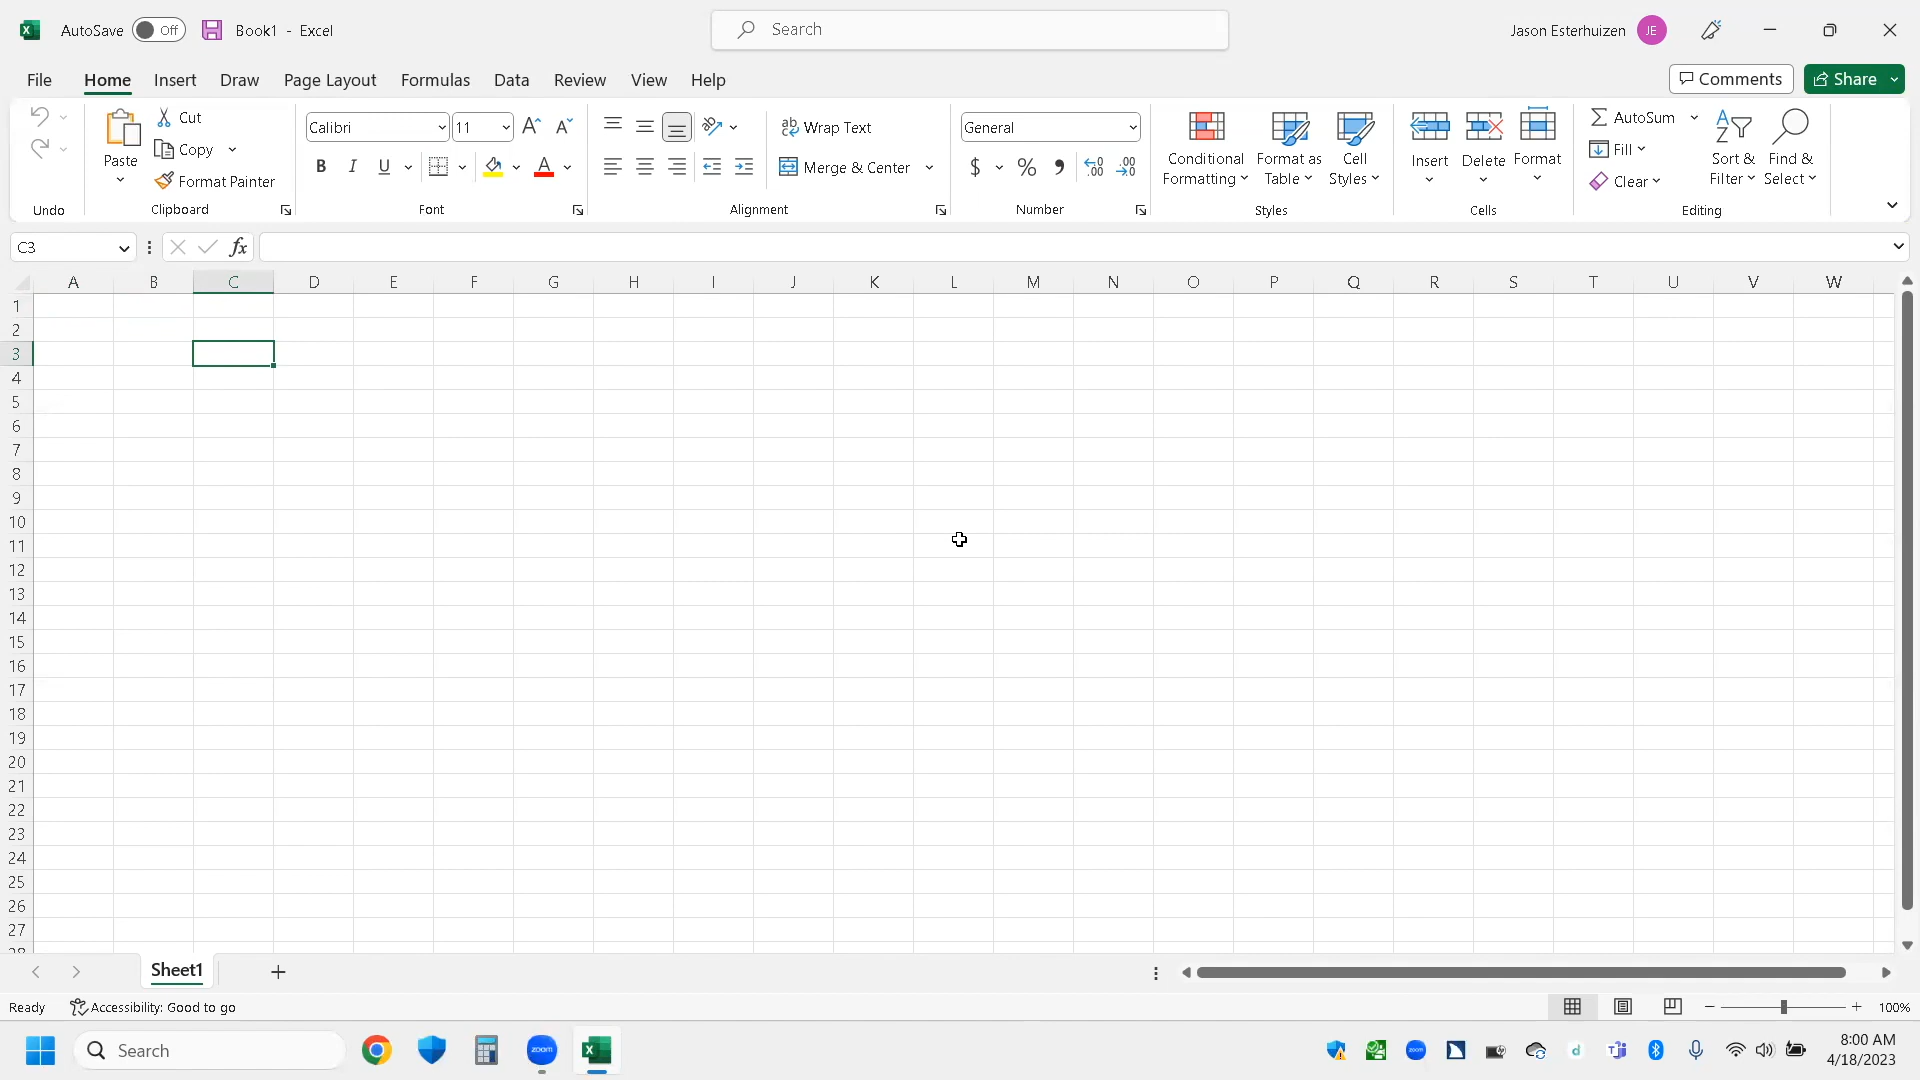 AutoSave Off Book1 - Excel Search Jason Esterhuizen JE
File Home Insert Draw Page Layout Formulas Data Review View Help Comments Share
Cut Calibri 11 Wrap Text General AutoSum
Copy Fill
Paste Format Painter B I U A Merge & Center $ % Conditional Formatting Format as Table Cell Styles Insert Delete Format Clear Sort & Filter Find & Select
Undo Clipboard Font Alignment Number Styles Cells Editing
C3 fx
A B C D E F G H I J K L M N O P Q R S T U V W
1
2
3
4
5
6
7
8
9
10
11
12
13
14
15
16
17
18
19
20
21
22
23
24
25
26
27
28
Sheet1
Ready Accessibility: Good to go 100%
Search zoom zoom 8:00 AM
4/18/2023